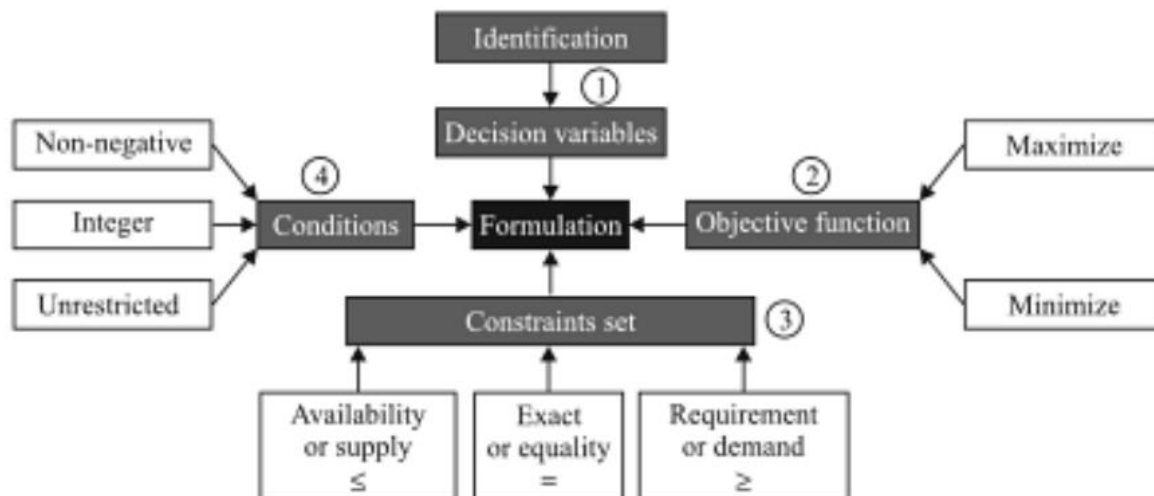 Identification
①
Decision variables
Non-negative
Maximize
④
②
Integer
Conditions
Formulation
Objective function
Unrestricted
Minimize
Constraints set
③
Availability
or supply
≤
Exact
or equality
=
Requirement
or demand
≥